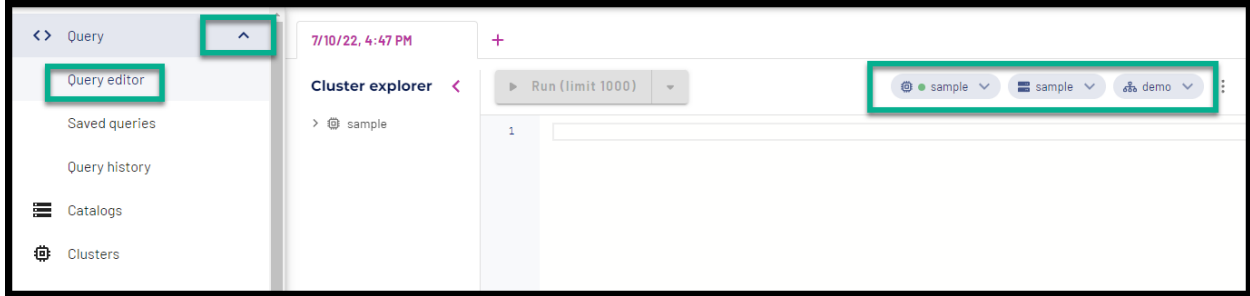 Query
Query editor
Saved queries
Query history
Catalogs
Clusters
7/10/22, 4:47 PM
+
Cluster explorer
sample
Run (limit 1000)
sample
sample
demo
1